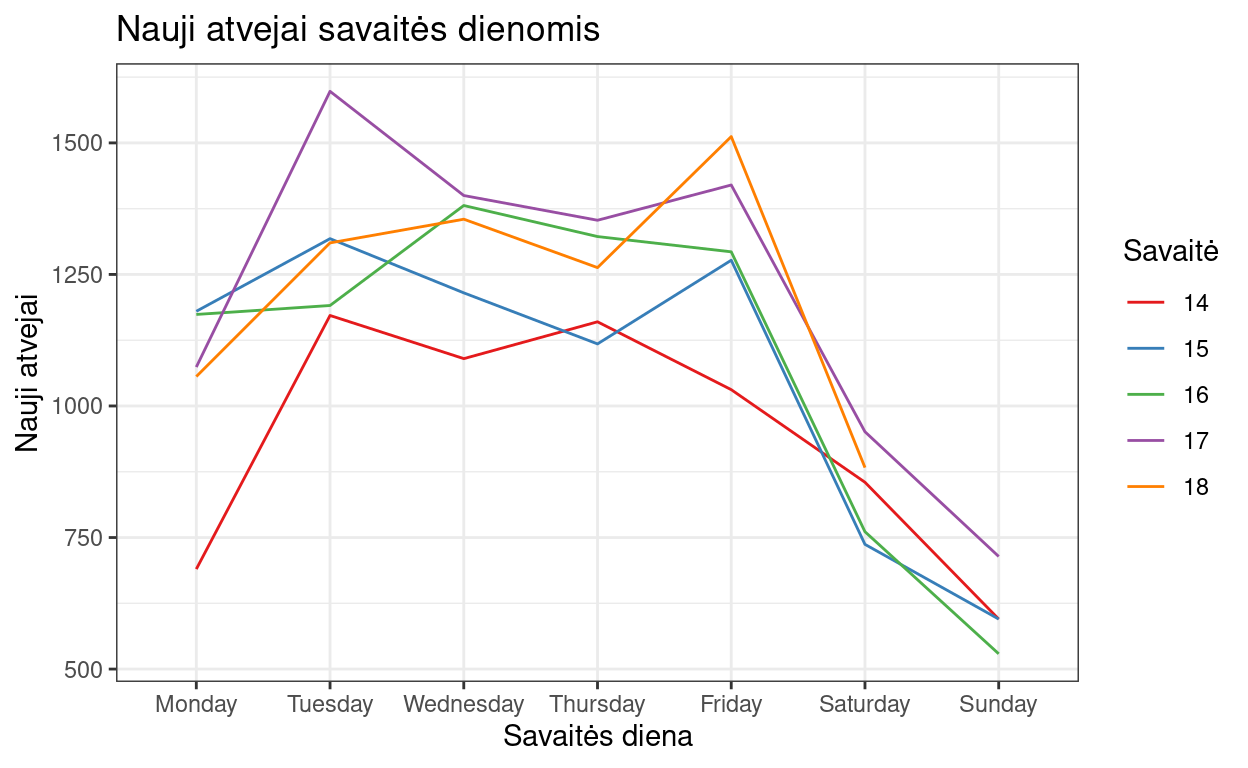 Nauji atvejai savaitės dienomis
Nauji atvejai
1500
1250
1000
750
500
Monday Tuesday Wednesday Thursday Friday Saturday Sunday
Savaitės diena
Savaitė
14
15
16
17
18